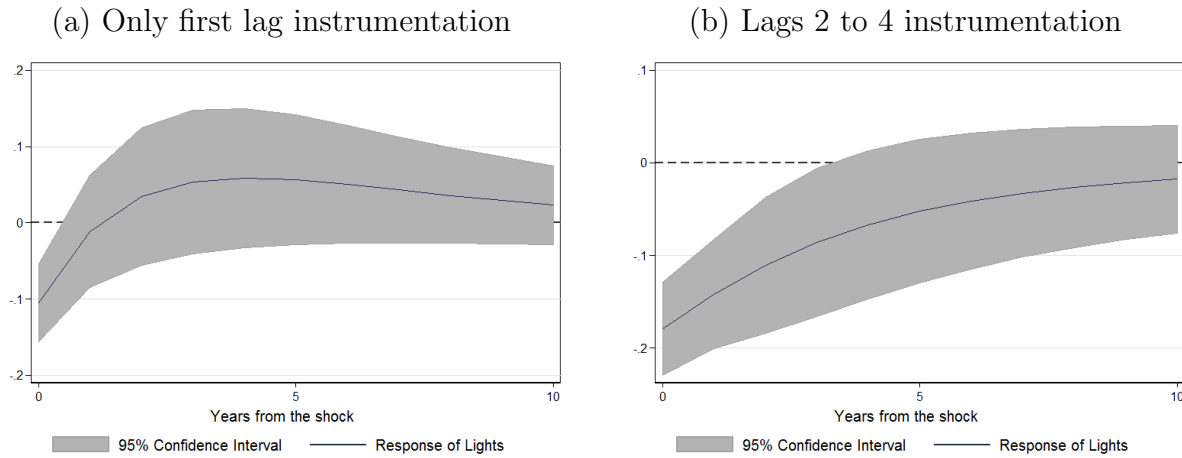 (a) Only first lag instrumentation
.2
.1
0
-.1
-.2
0
5
10
Years from the shock
95% Confidence Interval
Response of Lights
(b) Lags 2 to 4 instrumentation
.1
0
-.1
-.2
0
5
10
Years from the shock
95% Confidence Interval
Response of Lights